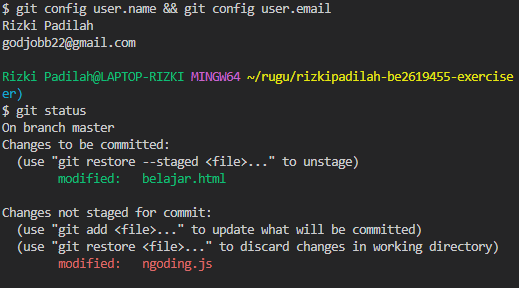 $ git config user.name && git config user.email
Rizki Padilah
godjobb22@gmail.com
Rizki Padilah@LAPTOP-RIZKI MINGW64 ~/rugu/rizkipadilah-be2619455-exercise
er)
$ git status
On branch master
Changes to be committed:
  (use "git restore --staged <file>..." to unstage)
        modified:   belajar.html

Changes not staged for commit:
  (use "git add <file>..." to update what will be committed)
  (use "git restore <file>..." to discard changes in working directory)
        modified:   ngoding.js